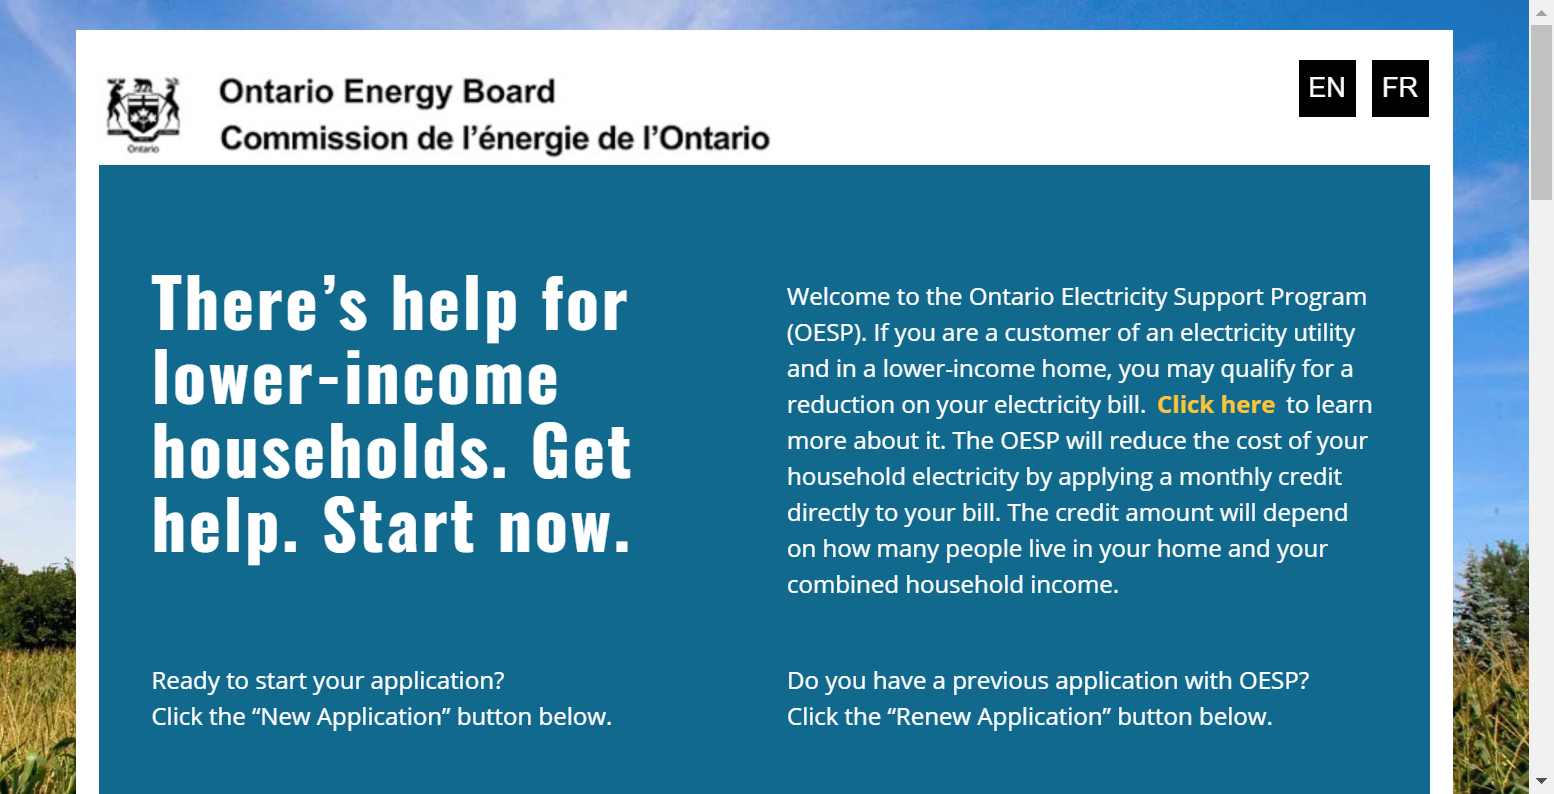 Ontario Energy Board
Commission de l'énergie de l'Ontario
Ontario
EN FR
There’s help for
lower-income
households. Get
help. Start now.
Welcome to the Ontario Electricity Support Program
(OESP). If you are a customer of an electricity utility
and in a lower-income home, you may qualify for a
reduction on your electricity bill. Click here to learn
more about it. The OESP will reduce the cost of your
household electricity by applying a monthly credit
directly to your bill. The credit amount will depend
on how many people live in your home and your
combined household income.
Ready to start your application?
Click the “New Application” button below.
Do you have a previous application with OESP?
Click the “Renew Application” button below.